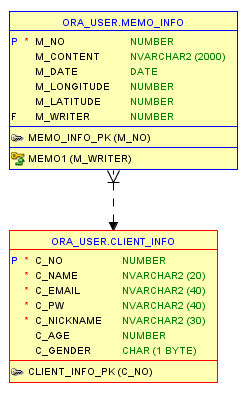 ORA_USER.MEMO_INFO
P * M_NO NUMBER
M_CONTENT NVARCHAR2 (2000)
M_DATE DATE
M_LONGITUDE NUMBER
M_LATITUDE NUMBER
F M_WRITER NUMBER
MEMO_INFO_PK (M_NO)
MEMO1 (M_WRITER)
ORA_USER.CLIENT_INFO
P * C_NO NUMBER
* C_NAME NVARCHAR2 (20)
* C_EMAIL NVARCHAR2 (40)
* C_PW NVARCHAR2 (40)
* C_NICKNAME NVARCHAR2 (30)
C_AGE NUMBER
C_GENDER CHAR (1 BYTE)
CLIENT_INFO_PK (C_NO)